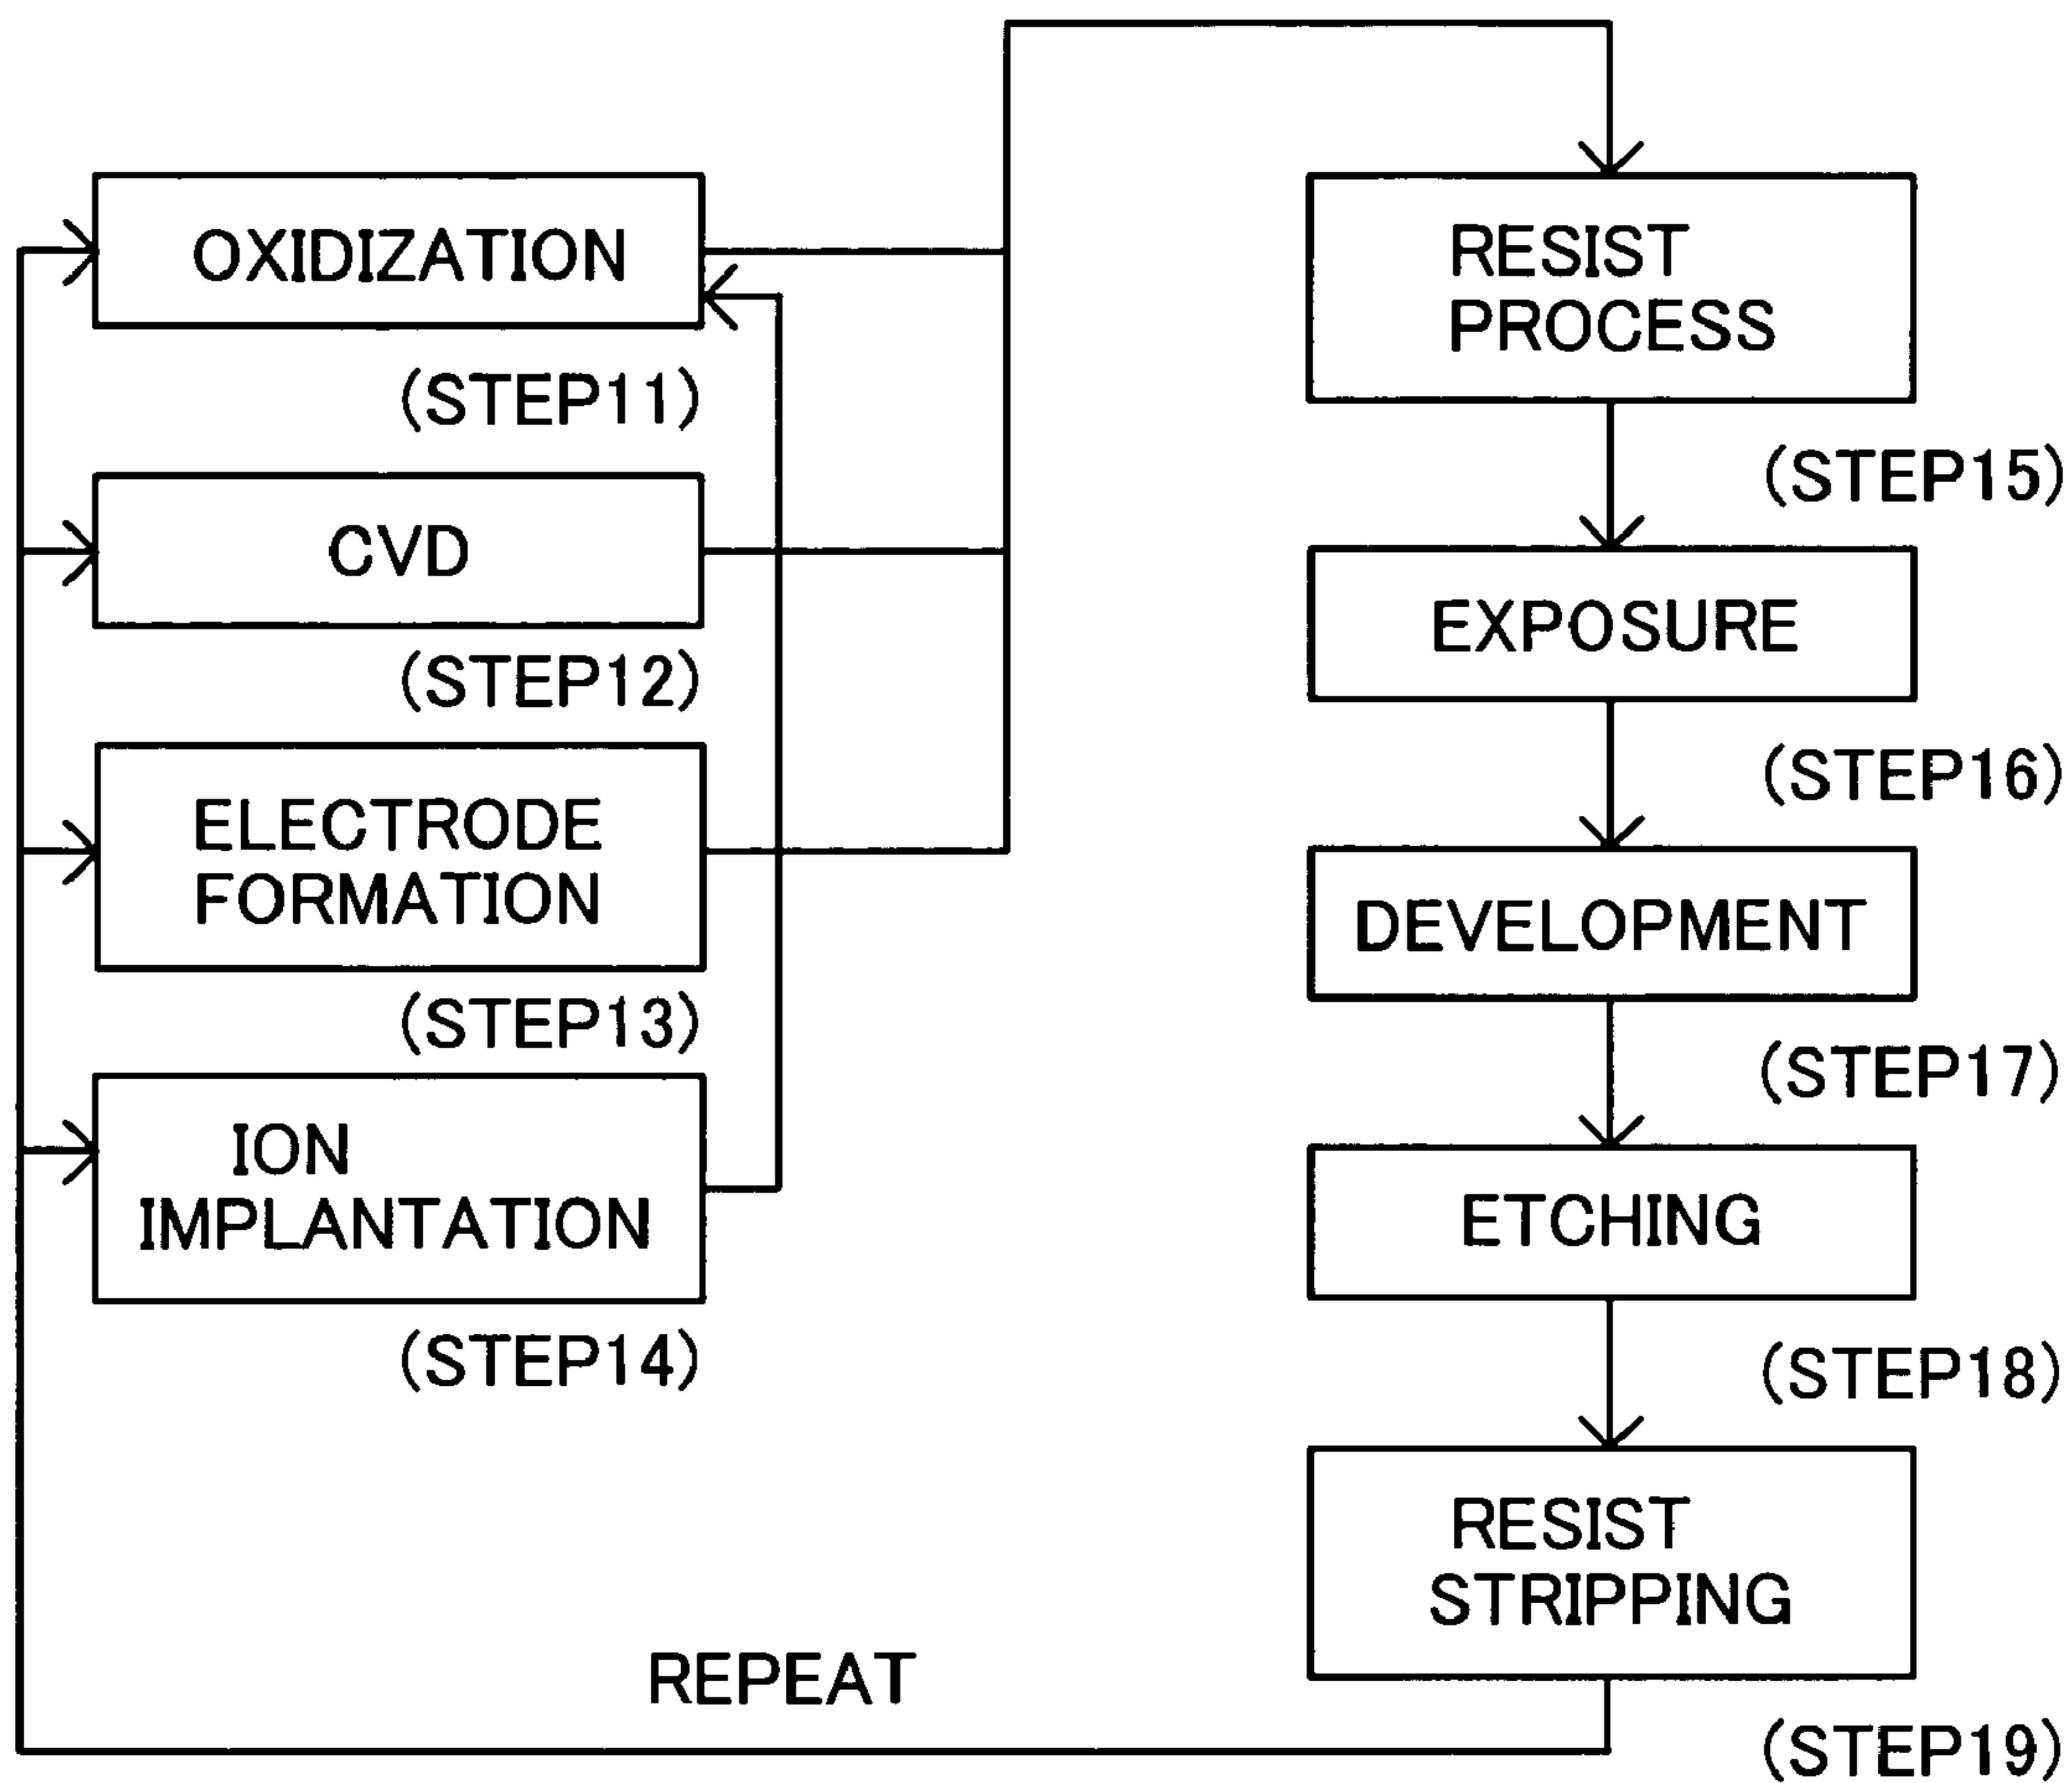 OXIDIZATION
(STEP11)
CVD
(STEP12)
ELECTRODE
FORMATION
(STEP13)
ION
IMPLANTATION
(STEP14)
RESIST
PROCESS
(STEP15)
EXPOSURE
(STEP16)
DEVELOPMENT
(STEP17)
ETCHING
(STEP18)
RESIST
STRIPPING
(STEP19)
REPEAT